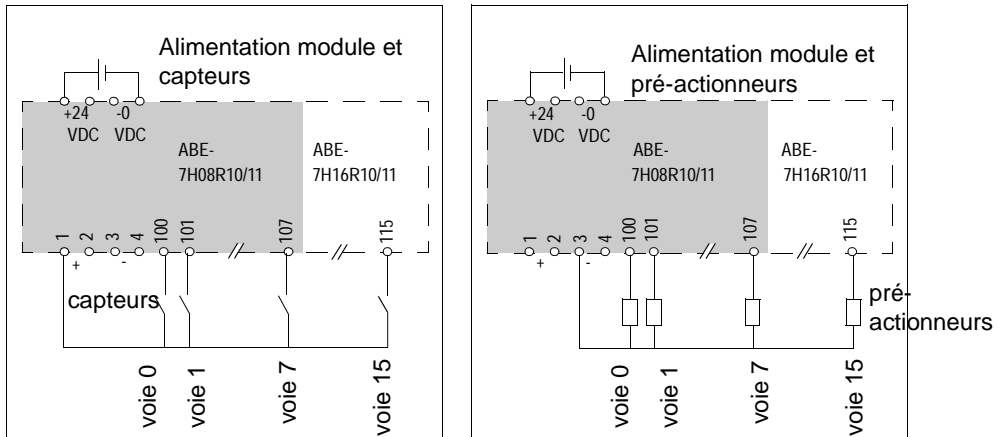 Alimentation module et
capteurs
+24 -0
VDC VDC
ABE- ABE-
7H08R10/11 7H16R10/11
1 2 3 4 100 101 107 115
+ -
capteurs
voie 0 voie 1 voie 7 voie 15
Alimentation module et
pré-actionneurs
+24 -0
VDC VDC
ABE- ABE-
7H08R10/11 7H16R10/11
1 2 3 4 100 101 107 115
+ -
pré-
actionneurs
voie 0 voie 1 voie 7 voie 15